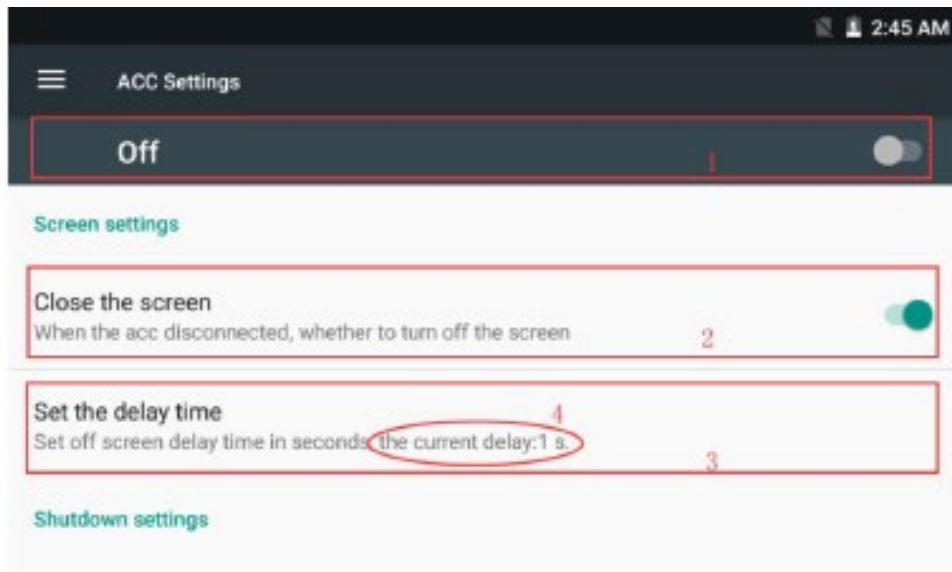 2:45 AM
ACC Settings
Off
1
Screen settings
Close the screen
When the acc disconnected, whether to turn off the screen
2
Set the delay time
4
Set off screen delay time in seconds, the current delay:1 s.
3
Shutdown settings